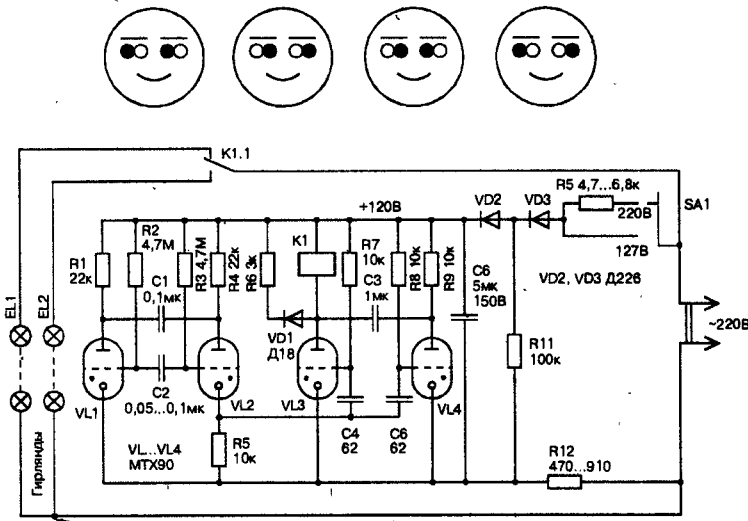 K1.1
R5 4,7...6,8к
SA1
220В
127В
+120В
VD2
VD3
VD2, VD3 Д226
R2
4,7М
R1
22к
R3 4,7М
R4 22к
R6 3к
K1
R7
10к
R8 10к
R9 10к
C1
0,1мк
C3
1мк
C6
5мк
150В
R11
100к
~220В
EL1
EL2
VD1
Д18
C2
0,05...0,1мк
VL1
VL2
VL3
VL4
VL...VL4
МТХ90
R5
10к
C4
62
C6
62
R12
470...910
Гирлянды